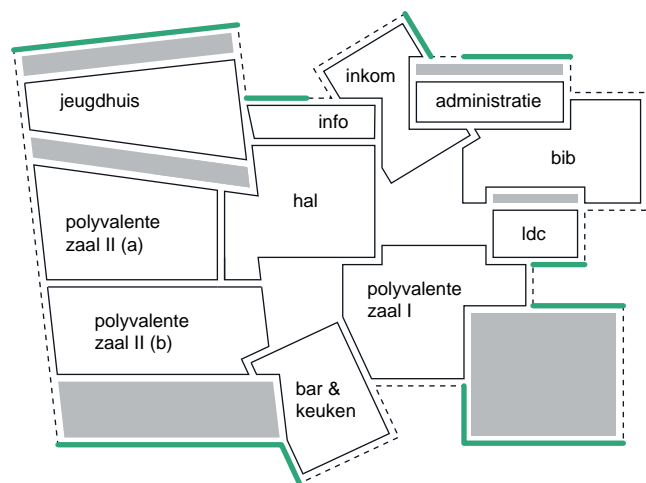 inkom
jeugdhuis
administratie
info
bib
hal
polyvalente
zaal II (a)
ldc
polyvalente
zaal I
polyvalente
zaal II (b)
bar &
keuken